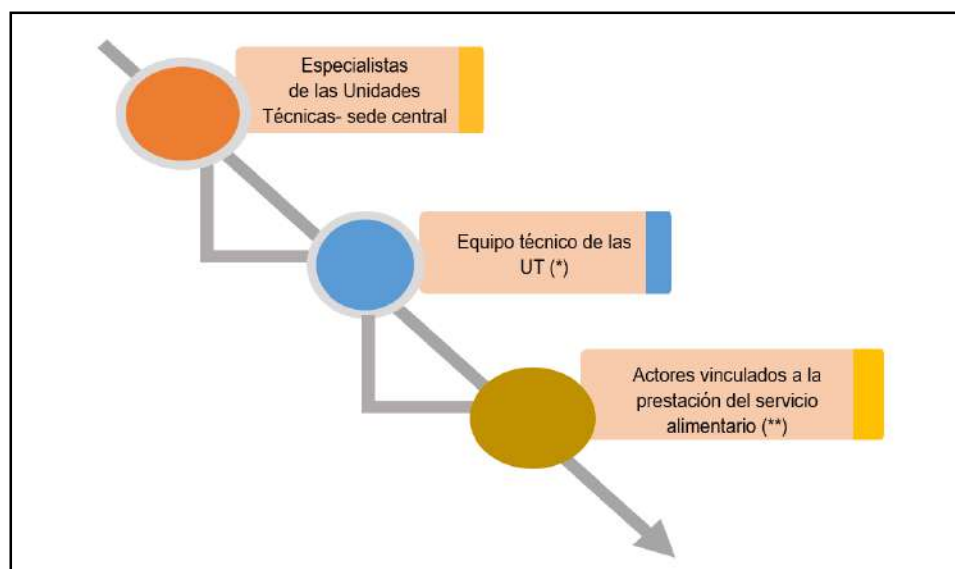 Especialistas
de las Unidades
Técnicas- sede central
Equipo técnico de las
UT (*)
Actores vinculados a la
prestación del servicio
alimentario (**)